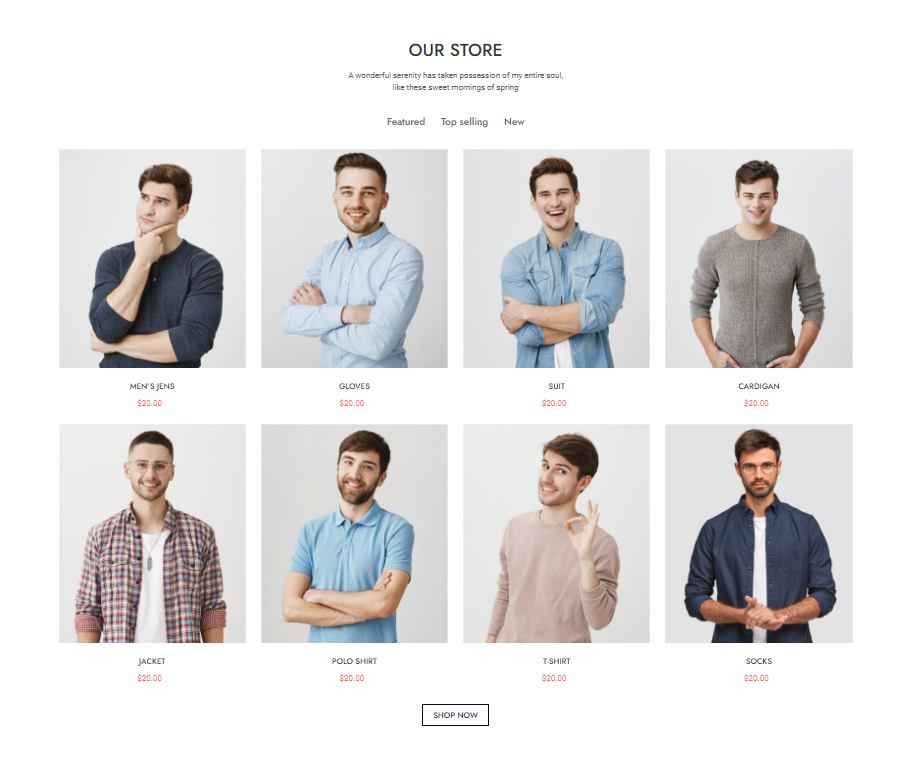 OUR STORE
A wonderful serenity has taken possession of my entire soul,
like these sweet mornings of spring
Featured Top selling New
MEN'S JENS GLOVES SUIT CARDIGAN
$20.00 $20.00 $20.00 $20.00
JACKET POLO SHIRT T-SHIRT SOCKS
$20.00 $20.00 $20.00 $20.00
SHOP NOW